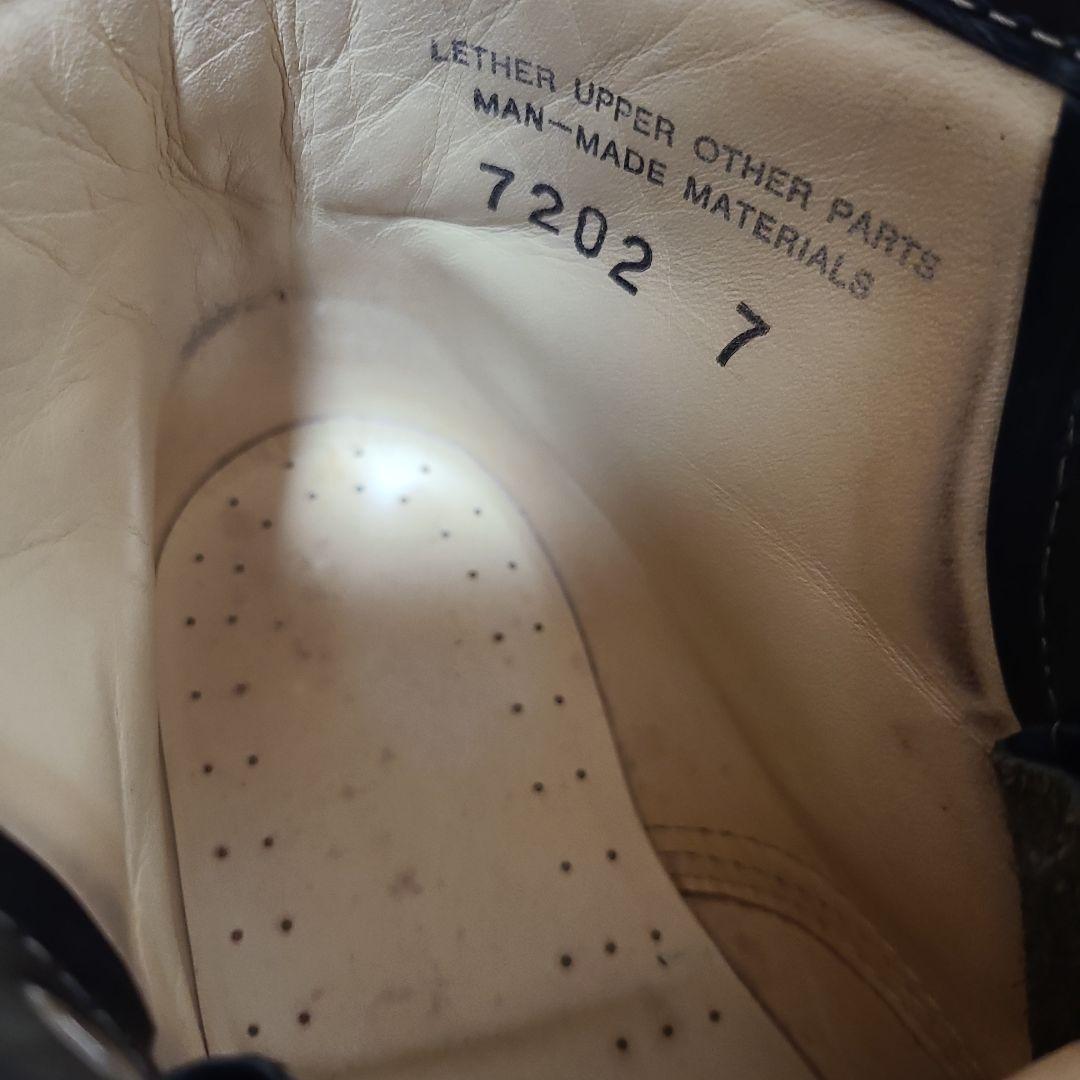 LETHER UPPER OTHER PARTS
MAN-MADE MATERIALS
7202 7